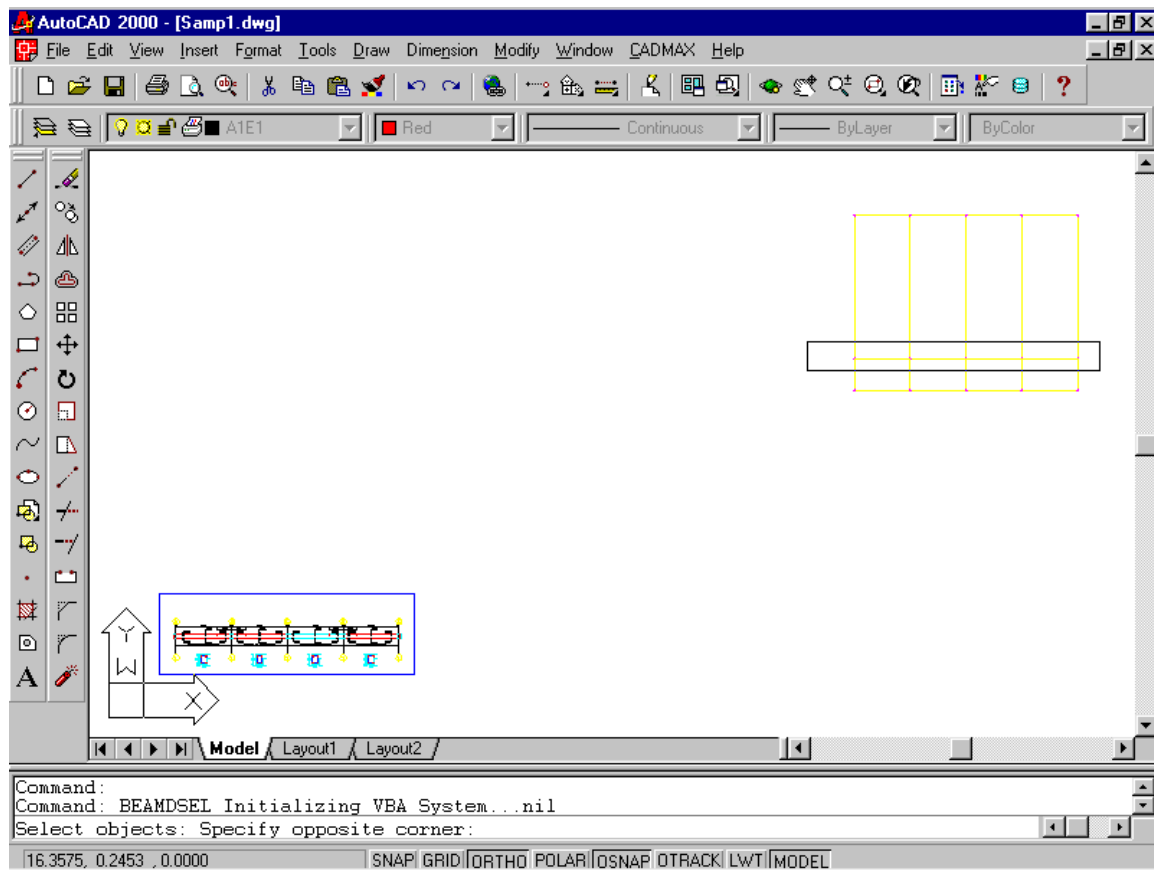 AutoCAD 2000 - [Samp1.dwg]
File Edit View Insert Format Tools Draw Dimension Modify Window CADMAX Help
A1E1 Red Continuous ByLayer ByColor
A
Y
W
X
Model Layout1 Layout2
Command:
Command: BEAMDSEL Initializing VBA System...nil
Select objects: Specify opposite corner:
16.3575, 0.2453 , 0.0000 SNAP GRID ORTHO POLAR OSNAP OTRACK LWT MODEL